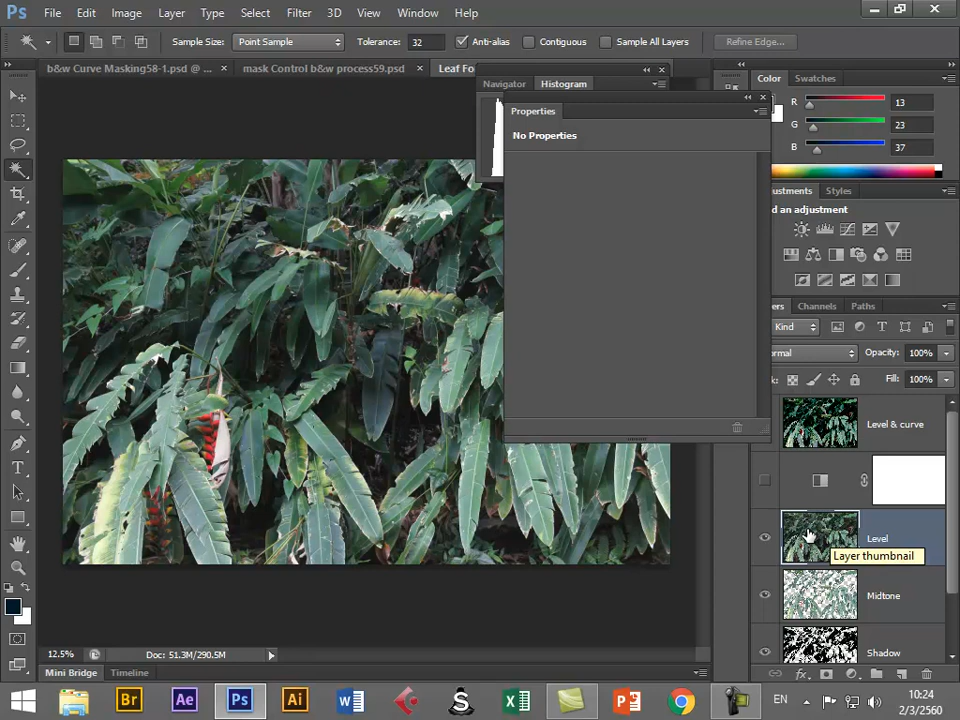 Ps File Edit Image Layer Type Select Filter 3D View Window Help
Sample Size: Point Sample Tolerance: 32 Anti-alias Contiguous Sample All Layers Refine Edge...
b&w Curve Masking58-1.psd @ ... × mask Control b&w process59.psd × Leaf Fo
Navigator Histogram
Properties
No Properties
Color Swatches
R 13
G 23
B 37
djustments Styles
d an adjustment
ers Channels Paths
Kind
rmal Opacity: 100%
k: Fill: 100%
Level & curve
Level
Layer thumbnail
Midtone
Shadow
12.5% Doc: 51.3M/290.5M
Mini Bridge Timeline
Br Ae Ps Ai W S X P EN 10:24
2/3/2560